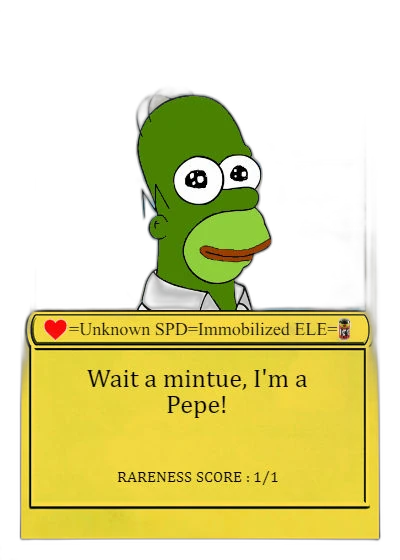 =Unknown SPD=Immobilized ELE=
Wait a mintue, I'm a
Pepe!
RARENESS SCORE : 1/1